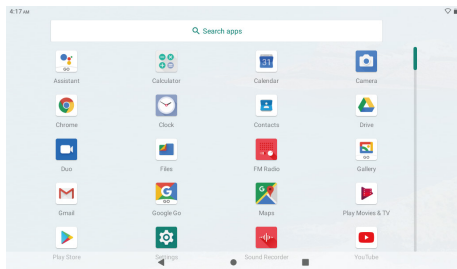 4:17 AM
Search apps
Assistant
Calculator
Calendar
Camera
Chrome
Clock
Contacts
Drive
Duo
Files
FM Radio
Gallery
Gmail
Google Go
Maps
Play Movies & TV
Play Store
Settings
Sound Recorder
YouTube